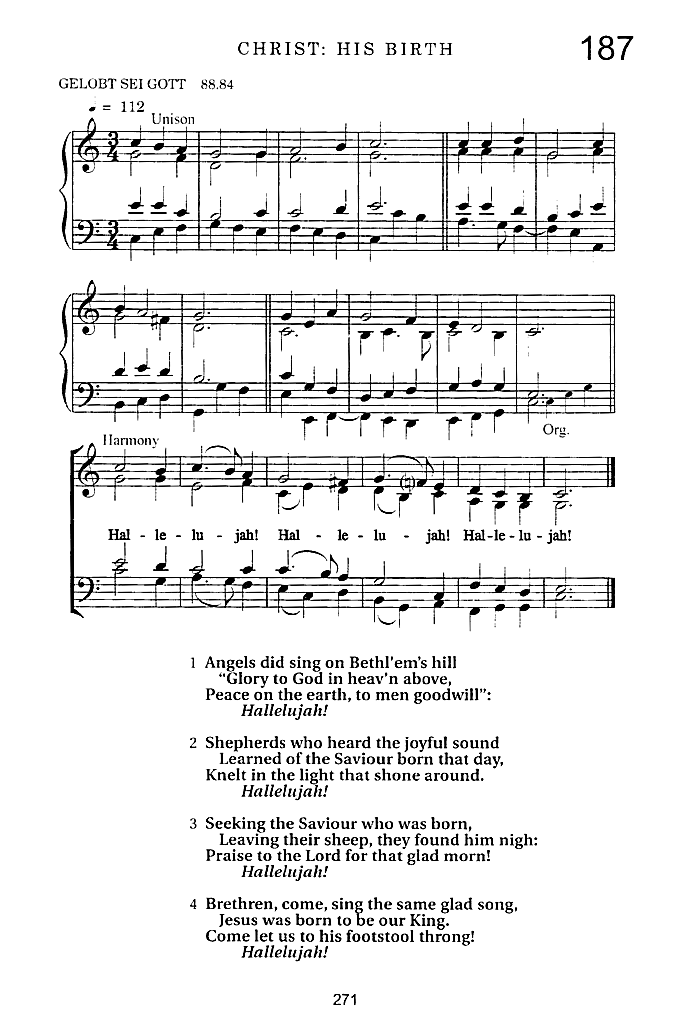 CHRIST: HIS BIRTH 187
GELOBT SEI GOTT 88.84
♩ = 112
Unison
Org.
Harmony
Hal - le - lu - jah! Hal - le - lu - jah! Hal-le-lu-jah!
1 Angels did sing on Bethl'em's hill
“Glory to God in heav'n above,
Peace on the earth, to men goodwill”:
Hallelujah!
2 Shepherds who heard the joyful sound
Learned of the Saviour born that day,
Knelt in the light that shone around.
Hallelujah!
3 Seeking the Saviour who was born,
Leaving their sheep, they found him nigh:
Praise to the Lord for that glad morn!
Hallelujah!
4 Brethren, come, sing the same glad song,
Jesus was born to be our King.
Come let us to his footstool throng!
Hallelujah!
271